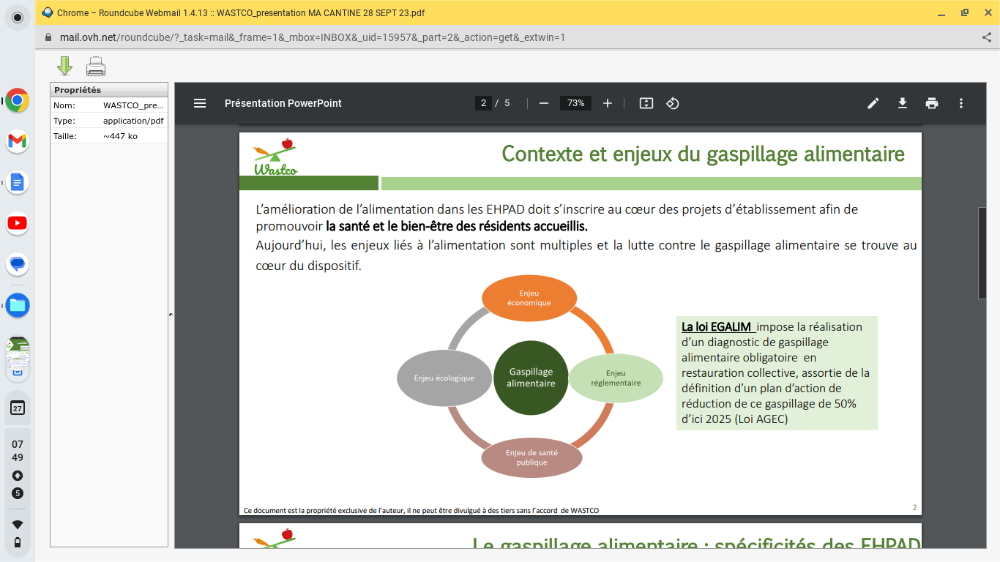 Chrome – Roundcube Webmail 1.4.13 :: WASTCO_presentation MA CANTINE 28 SEPT 23.pdf
mail.ovh.net/roundcube/?_task=mail&_frame=1&_mbox=INBOX&_uid=15957&_part=2&_action=get&_extwin=1
Propriétés
Nom: WASTCO_pre...
Type: application/pdf
Taille: ~447 ko
Présentation PowerPoint
2 / 5
73%
Wastco
Contexte et enjeux du gaspillage alimentaire
L’amélioration de l’alimentation dans les EHPAD doit s’inscrire au cœur des projets d’établissement afin de
promouvoir la santé et le bien-être des résidents accueillis.
Aujourd’hui, les enjeux liés à l’alimentation sont multiples et la lutte contre le gaspillage alimentaire se trouve au
cœur du dispositif.
Enjeu
économique
Enjeu écologique
Gaspillage
alimentaire
Enjeu
réglementaire
Enjeu de santé
publique
La loi EGALIM impose la réalisation
d’un diagnostic de gaspillage
alimentaire obligatoire en
restauration collective, assortie de la
définition d’un plan d’action de
réduction de ce gaspillage de 50%
d’ici 2025 (Loi AGEC)
Ce document est la propriété exclusive de l’auteur, il ne peut être divulgué à des tiers sans l’accord de WASTCO
2
Le gaspillage alimentaire : spécificités des EHPAD
27
07
49
5